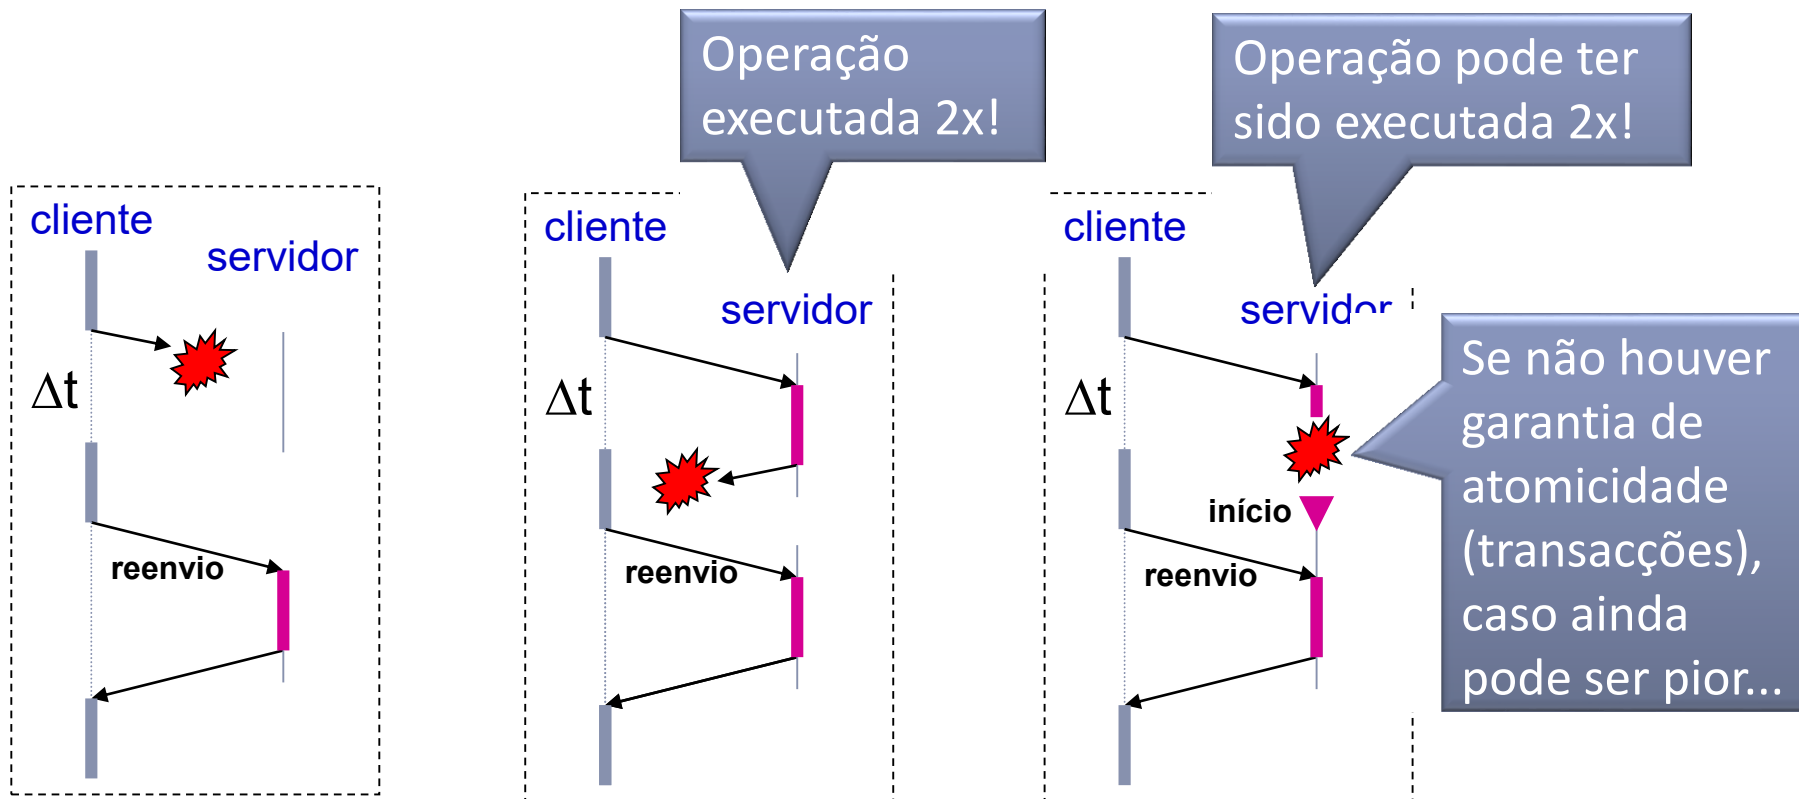 Operação
executada 2x!
Operação pode ter
sido executada 2x!
cliente
servidor
Δt
reenvio
cliente
servidor
Δt
reenvio
cliente
servidor
Δt
início
reenvio
Se não houver
garantia de
atomicidade
(transacções),
caso ainda
pode ser pior...